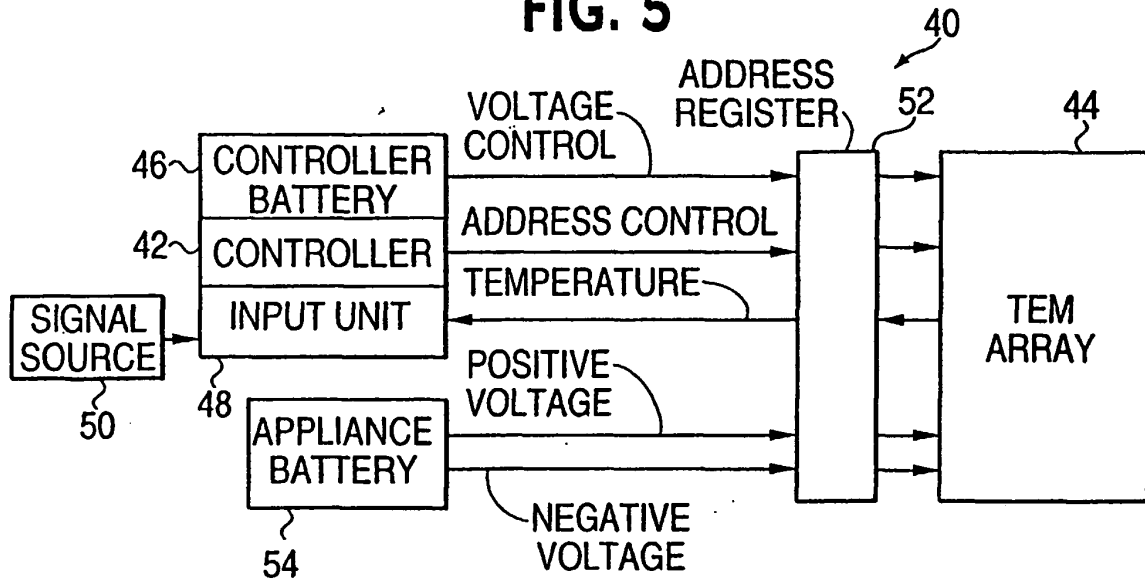 FIG. 5
40
ADDRESS
REGISTER
52
44
VOLTAGE
CONTROL
46
CONTROLLER
BATTERY
42
CONTROLLER
ADDRESS CONTROL
TEMPERATURE
INPUT UNIT
SIGNAL
SOURCE
50
48
TEM
ARRAY
POSITIVE
VOLTAGE
APPLIANCE
BATTERY
54
NEGATIVE
VOLTAGE